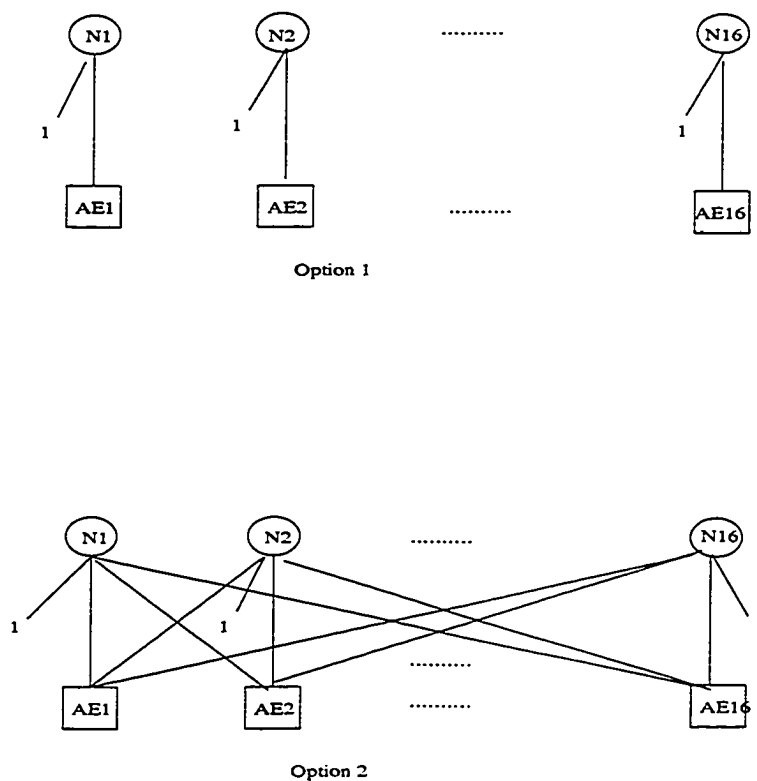 N1 N2 .......... N16
1 1 1
AE1 AE2 .......... AE16
Option 1
N1 N2 .......... N16
1 1
..........
AE1 AE2 .......... AE16
Option 2